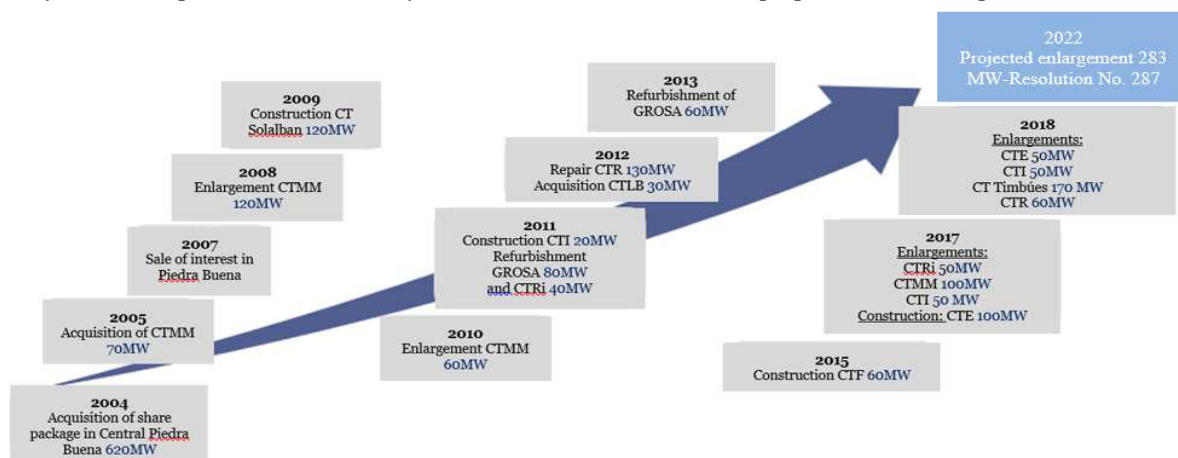 2004
Acquisition of share
package in Central Piedra
Buena 620MW
2005
Acquisition of CTMM
70MW
2007
Sale of interest in
Piedra Buena
2008
Enlargement CTMM
120MW
2009
Construction CT
Solalban 120MW
2010
Enlargement CTMM
60MW
2011
Construction CTI 20MW
Refurbishment
GROSA 80MW
and CTRi 40MW
2012
Repair CTR 130MW
Acquisition CTLB 30MW
2013
Refurbishment of
GROSA 60MW
2015
Construction CTF 60MW
2017
Enlargements:
CTRi 50MW
CTMM 100MW
CTI 50 MW
Construction: CTE 100MW
2018
Enlargements:
CTE 50MW
CTI 50MW
CT Timbúes 170 MW
CTR 60MW
2022
Projected enlargement 283
MW-Resolution No. 287